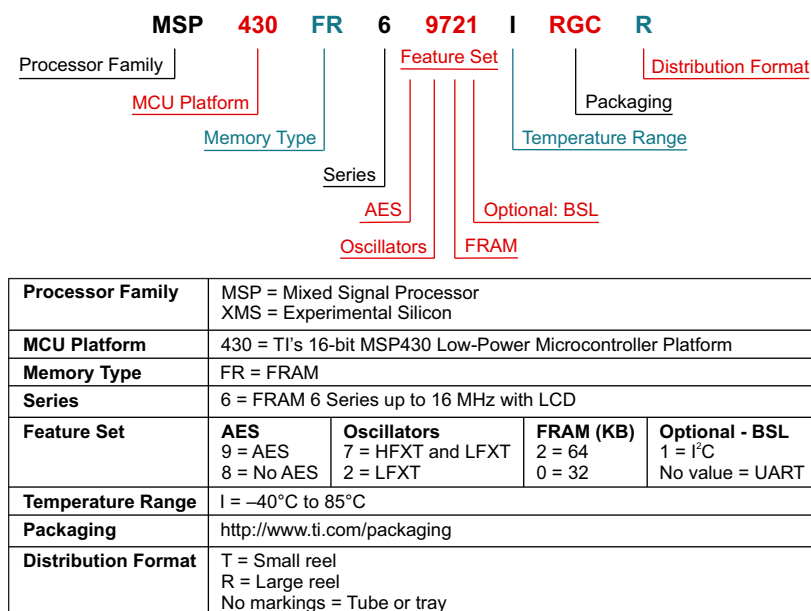 MSP 430 FR 6 9721 I RGC R
Processor Family
Feature Set
Distribution Format
MCU Platform
Packaging
Memory Type
Temperature Range
Series
AES
Optional: BSL
Oscillators
FRAM
Processor Family
MSP = Mixed Signal Processor
XMS = Experimental Silicon
MCU Platform
430 = TI's 16-bit MSP430 Low-Power Microcontroller Platform
Memory Type
FR = FRAM
Series
6 = FRAM 6 Series up to 16 MHz with LCD
Feature Set
AES
9 = AES
8 = No AES
Oscillators
7 = HFXT and LFXT
2 = LFXT
FRAM (KB)
2 = 64
0 = 32
Optional - BSL
1 = I²C
No value = UART
Temperature Range
I = –40°C to 85°C
Packaging
http://www.ti.com/packaging
Distribution Format
T = Small reel
R = Large reel
No markings = Tube or tray